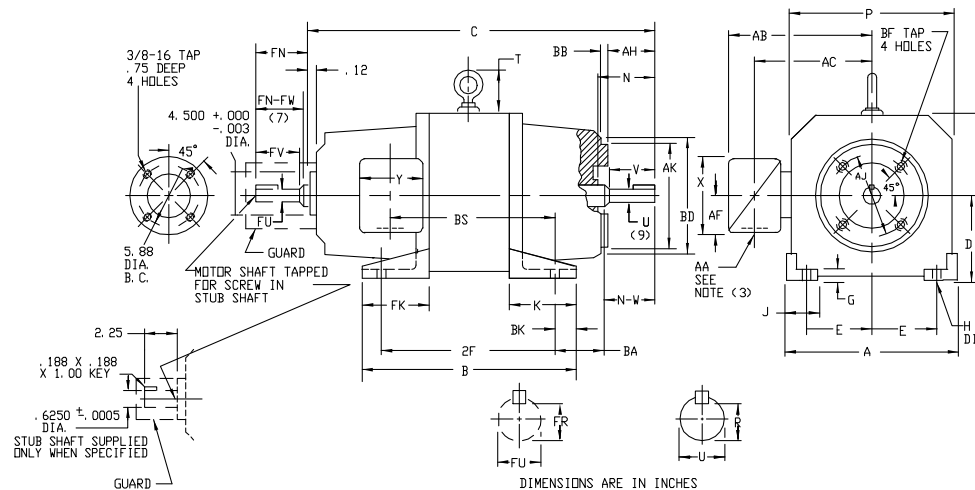 C
FN
.12
T
BB
AH
N
AB
P
BF TAP
4 HOLES
AC
3/8-16 TAP
.75 DEEP
4 HOLES
FN-FW
(7)
4.500 +.000
-.003
DIA.
FV
45°
Y
V
AK
X
AJ
45°
BS
BD
AF
D
FU
U
(9)
GUARD
5.88
DIA.
B.C.
MOTOR SHAFT TAPPED
FOR SCREW IN
STUB SHAFT
AA
SEE
NOTE (3)
N-W
G
FK
K
J
H
BK
E
E
2.25
2F
BA
B
A
.188 X .188
X 1.00 KEY
.6250 +.0005
-
DIA.
STUB SHAFT SUPPLIED
ONLY WHEN SPECIFIED
FR
R
FU
U
GUARD
DIMENSIONS ARE IN INCHES